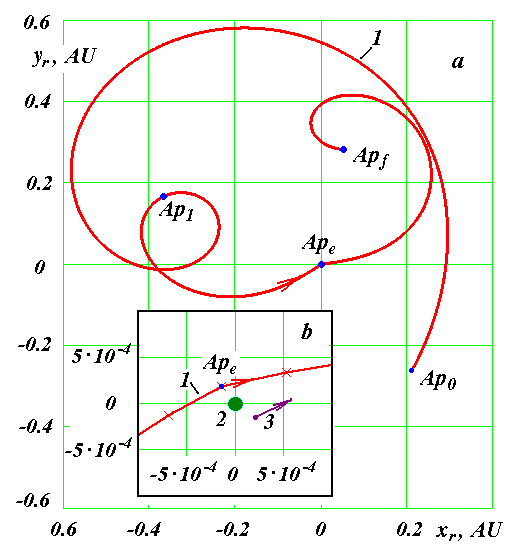 0.6
y_r, AU
1
a
0.4
Ap_f
0.2
Ap_1
Ap_e
0
b
-0.2
5·10^-4
Ap_e
1
Ap_0
0
2
3
-0.4
-5·10^-4
-5·10^-4 0 5·10^-4
-0.6
0.6 -0.4 -0.2 0 0.2 x_r, AU